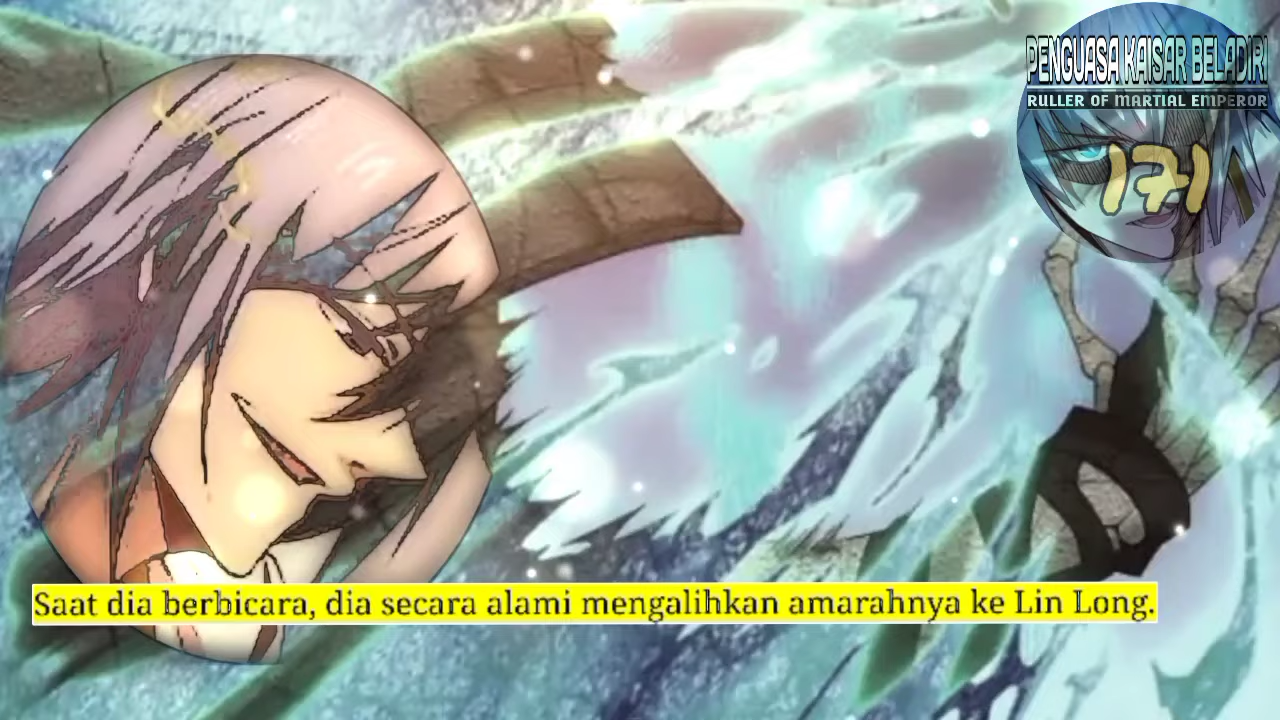 PENGUASA KAISAR BELADIRI
RULLER OF MARTIAL EMPEROR
171
Saat dia berbicara, dia secara alami mengalihkan amarahnya ke Lin Long.